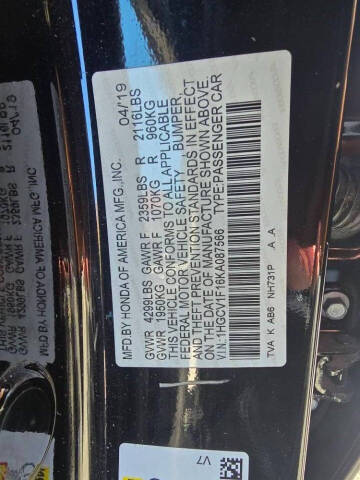 MFD.BY HONDA OF AMERICA MFG.,INC. 04/19
GVWR 4299LBS GAWR F 2359LBS R 2116LBS
GVWR 1950KG GAWR F 1070KG R 960KG
THIS VEHICLE CONFORMS TO ALL APPLICABLE
FEDERAL MOTOR VEHICLE SAFETY BUMPER,
AND THEFT PREVENTION STANDARDS IN EFFECT
ON THE DATE OF MANUFACTURE SHOWN ABOVE.
V.I.N.:1HGCV1F16KA087586 TYPE:PASSENGER CAR
TVA K AB6 NH731P A A
V7